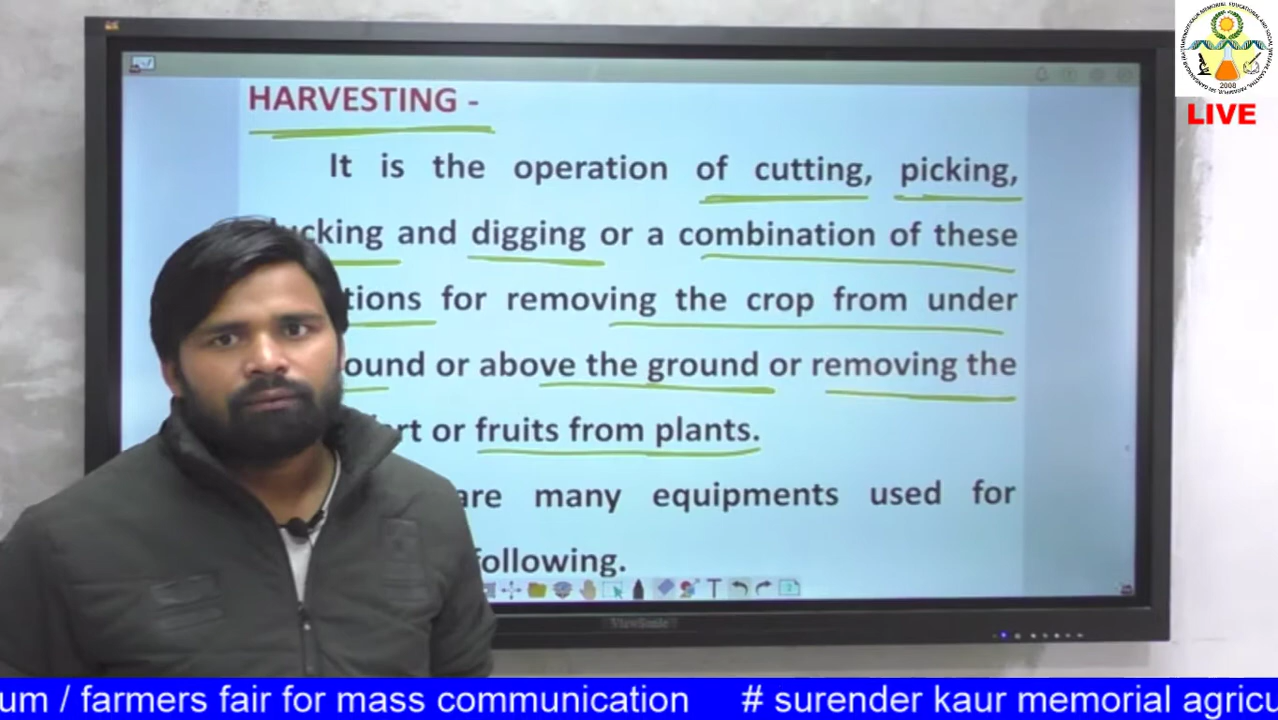 HARVESTING -
It is the operation of cutting, picking,
ucking and digging or a combination of these
tions for removing the crop from under
ound or above the ground or removing the
rt or fruits from plants.
are many equipments used for
following.
ViewSonic
2008
LIVE
um / farmers fair for mass communication # surender kaur memorial agricu